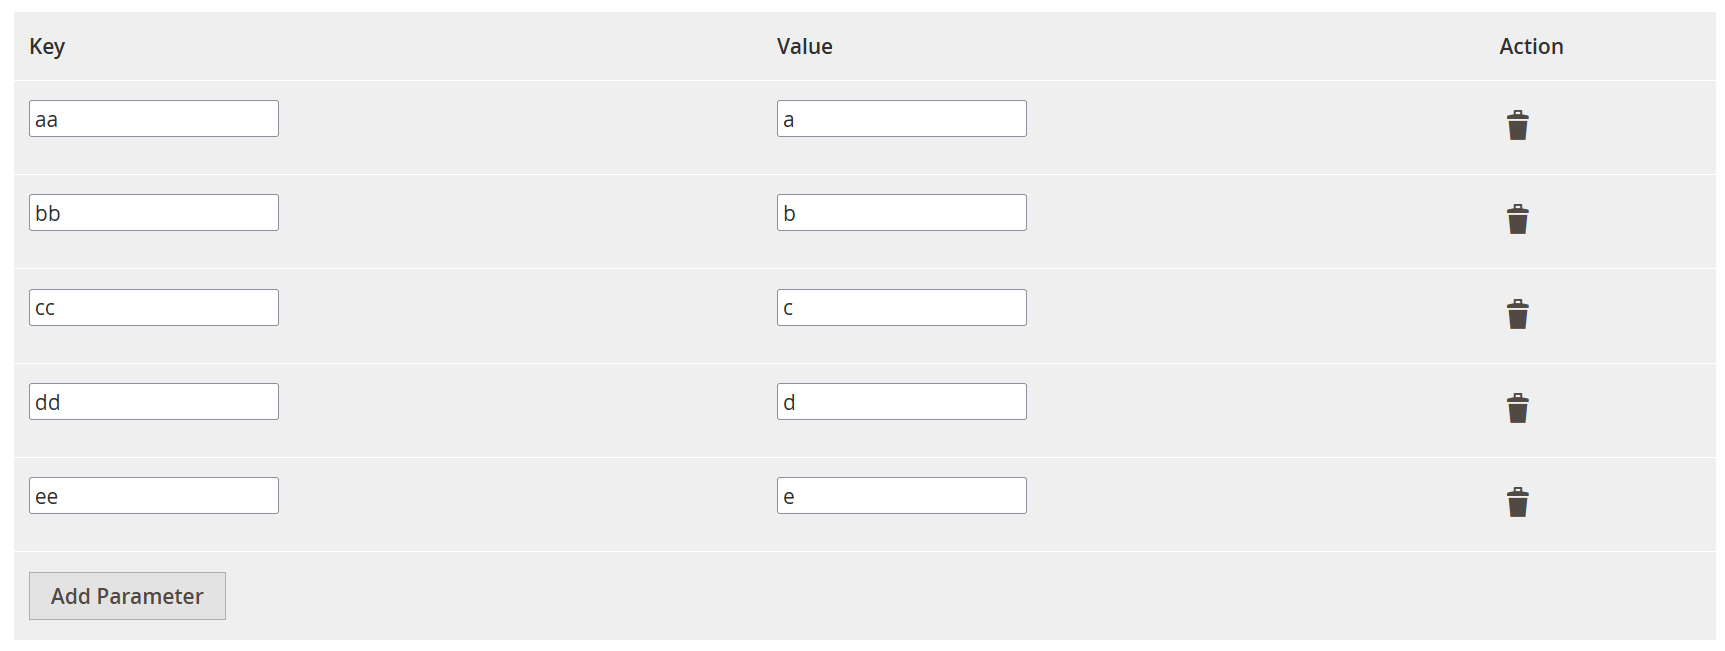 Key Value Action
aa a
bb b
cc c
dd d
ee e
Add Parameter